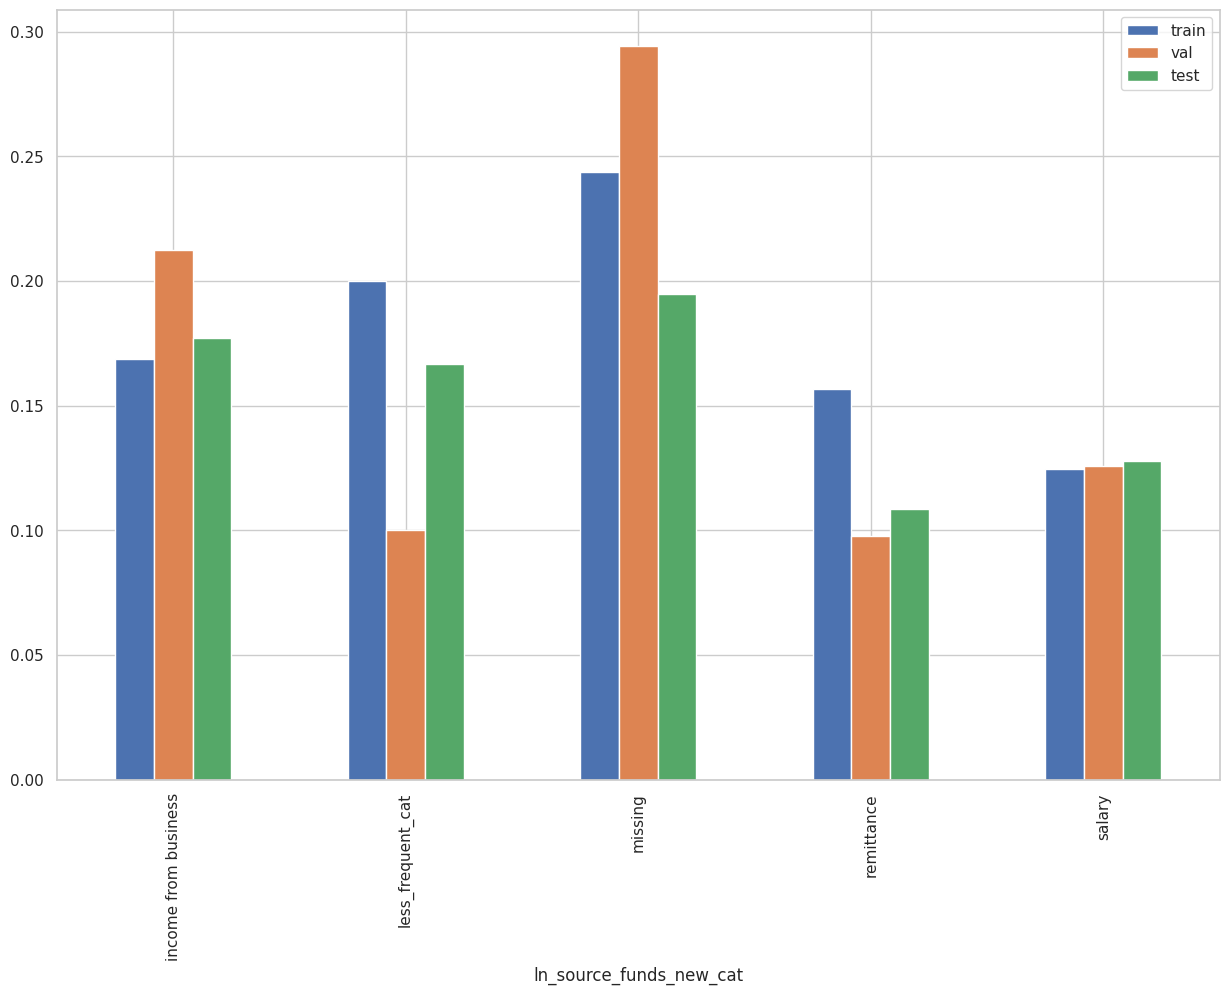 0.30
0.25
0.20
0.15
0.10
0.05
0.00
train
val
test
income from business
less_frequent_cat
missing
remittance
salary
ln_source_funds_new_cat